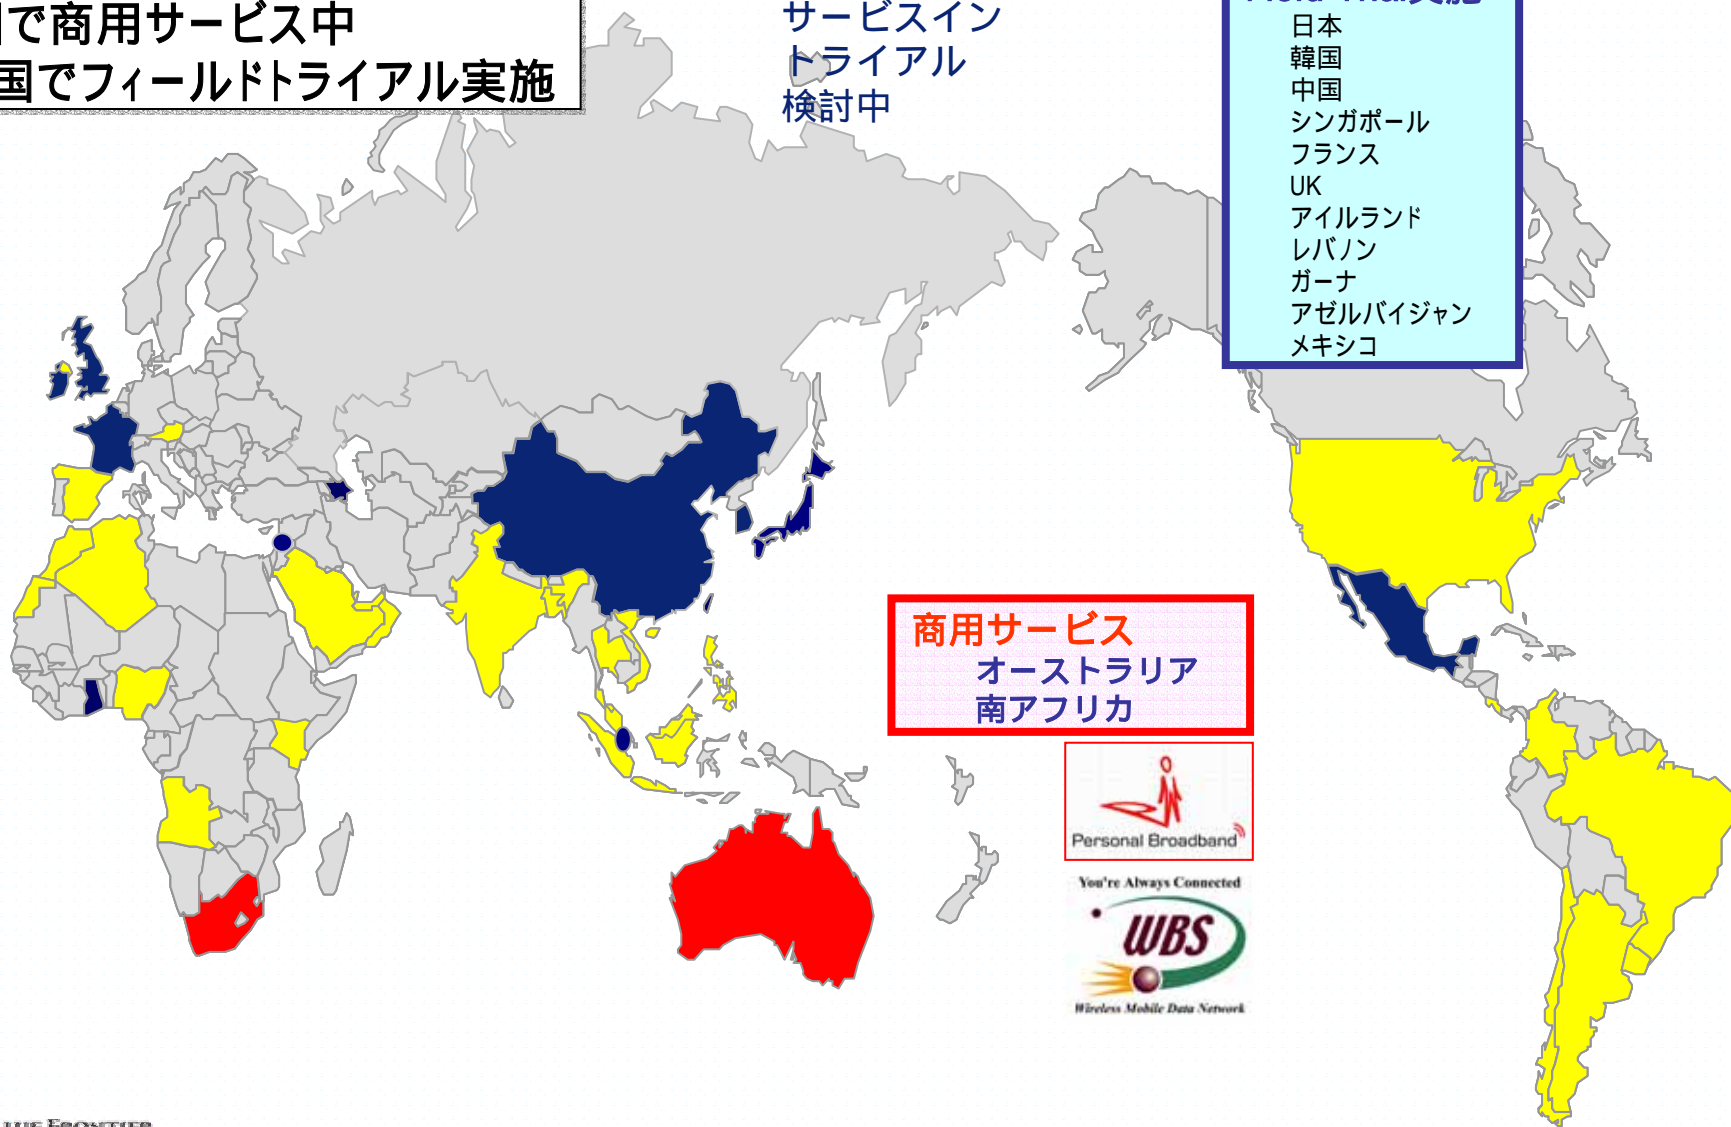 で商用サービス中
国でフィールドトライアル実施
サービスイン
トライアル
検討中
日本
韓国
中国
シンガポール
フランス
UK
アイルランド
レバノン
ガーナ
アゼルバイジャン
メキシコ
商用サービス
オーストラリア
南アフリカ
Personal Broadband
You're Always Connected
WBS
Wireless Mobile Data Network